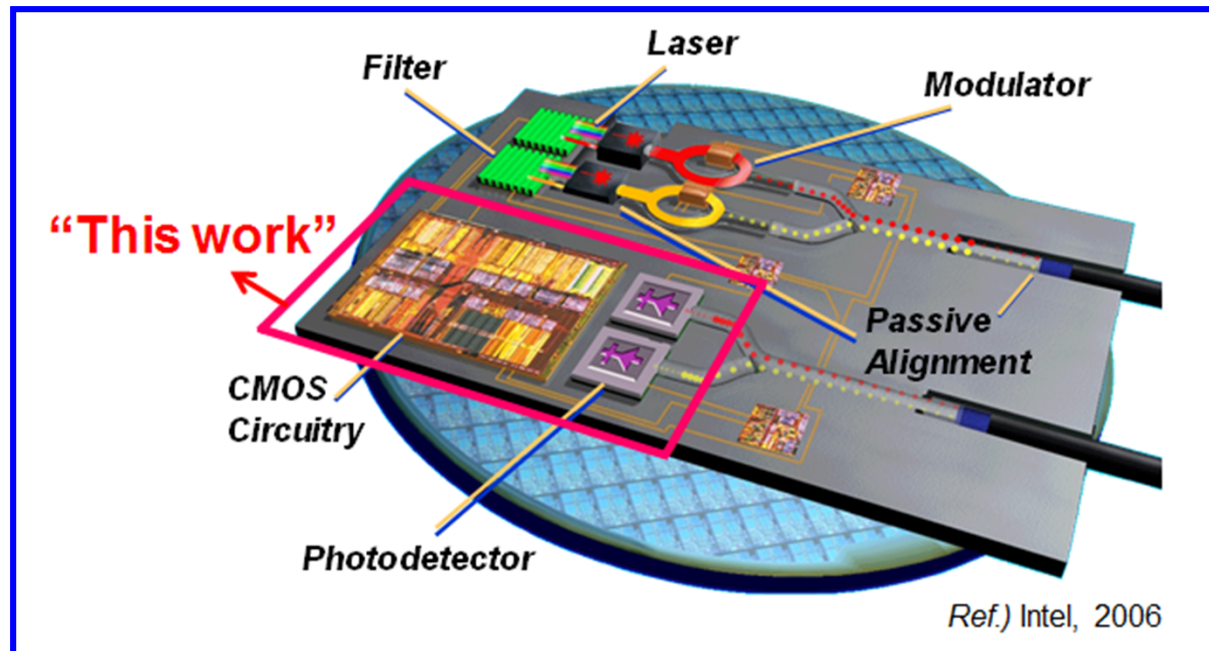 Laser
Filter
Modulator
“This work”
Passive
Alignment
CMOS
Circuitry
Photodetector
Ref.) Intel, 2006